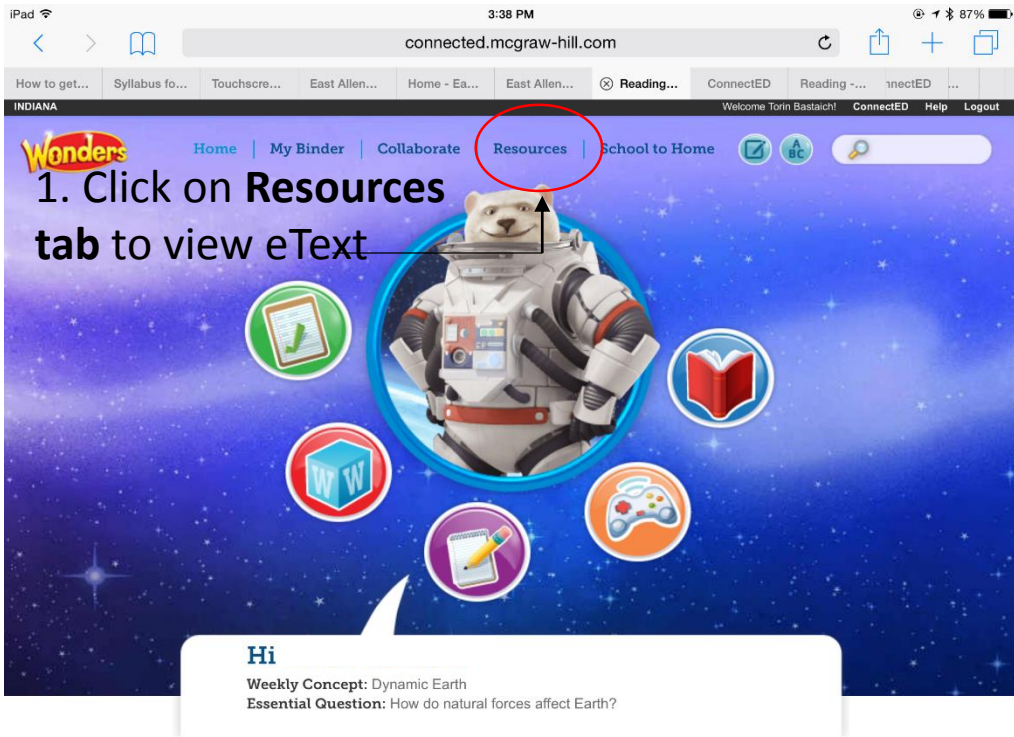 iPad 3:38 PM 87%
connected.mcgraw-hill.com
How to get... Syllabus fo... Touchscre... East Allen... Home - Ea... East Allen... Reading... ConnectED Reading -... nnectED ...
INDIANA Welcome Torin Bastaich! ConnectED Help Logout
Wonders Home | My Binder | Collaborate Resources | School to Home A BC
1. Click on Resources
tab to view eText
W W
Hi
Weekly Concept: Dynamic Earth
Essential Question: How do natural forces affect Earth?